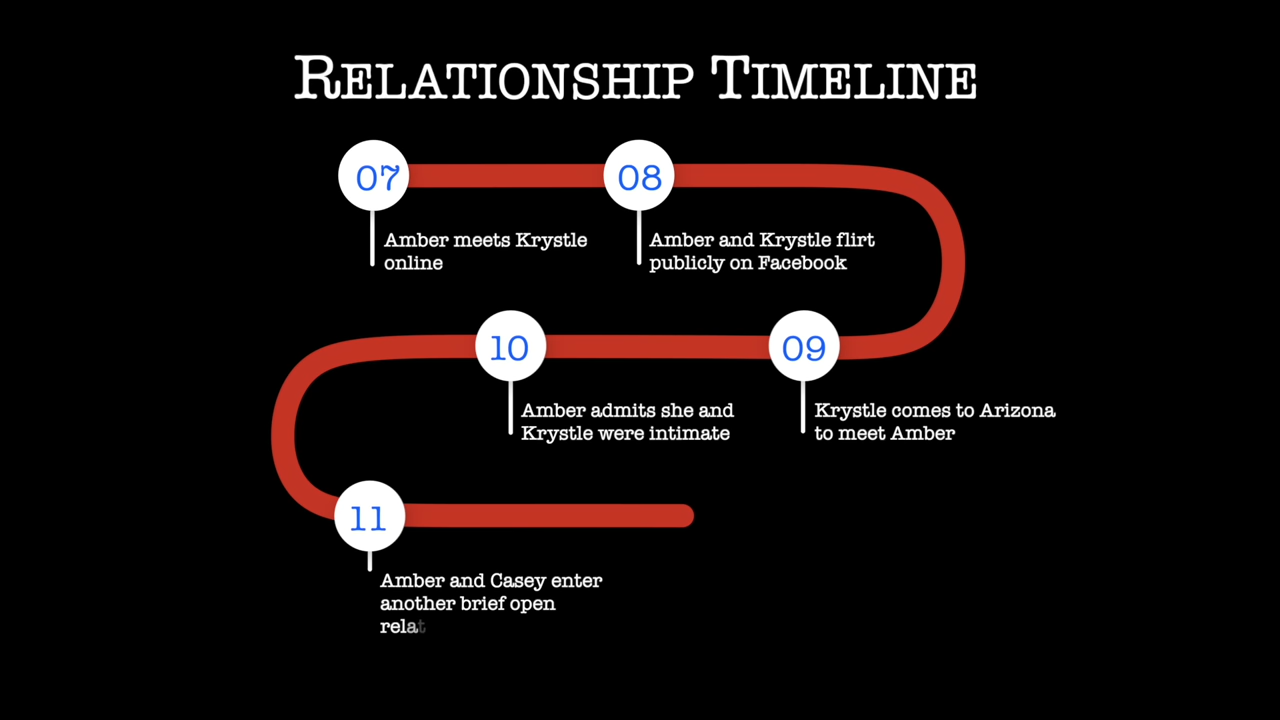 RELATIONSHIP TIMELINE
07
08
Amber meets Krystle
online
Amber and Krystle flirt
publicly on Facebook
09
Krystle comes to Arizona
to meet Amber
10
Amber admits she and
Krystle were intimate
11
Amber and Casey enter
another brief open
relat